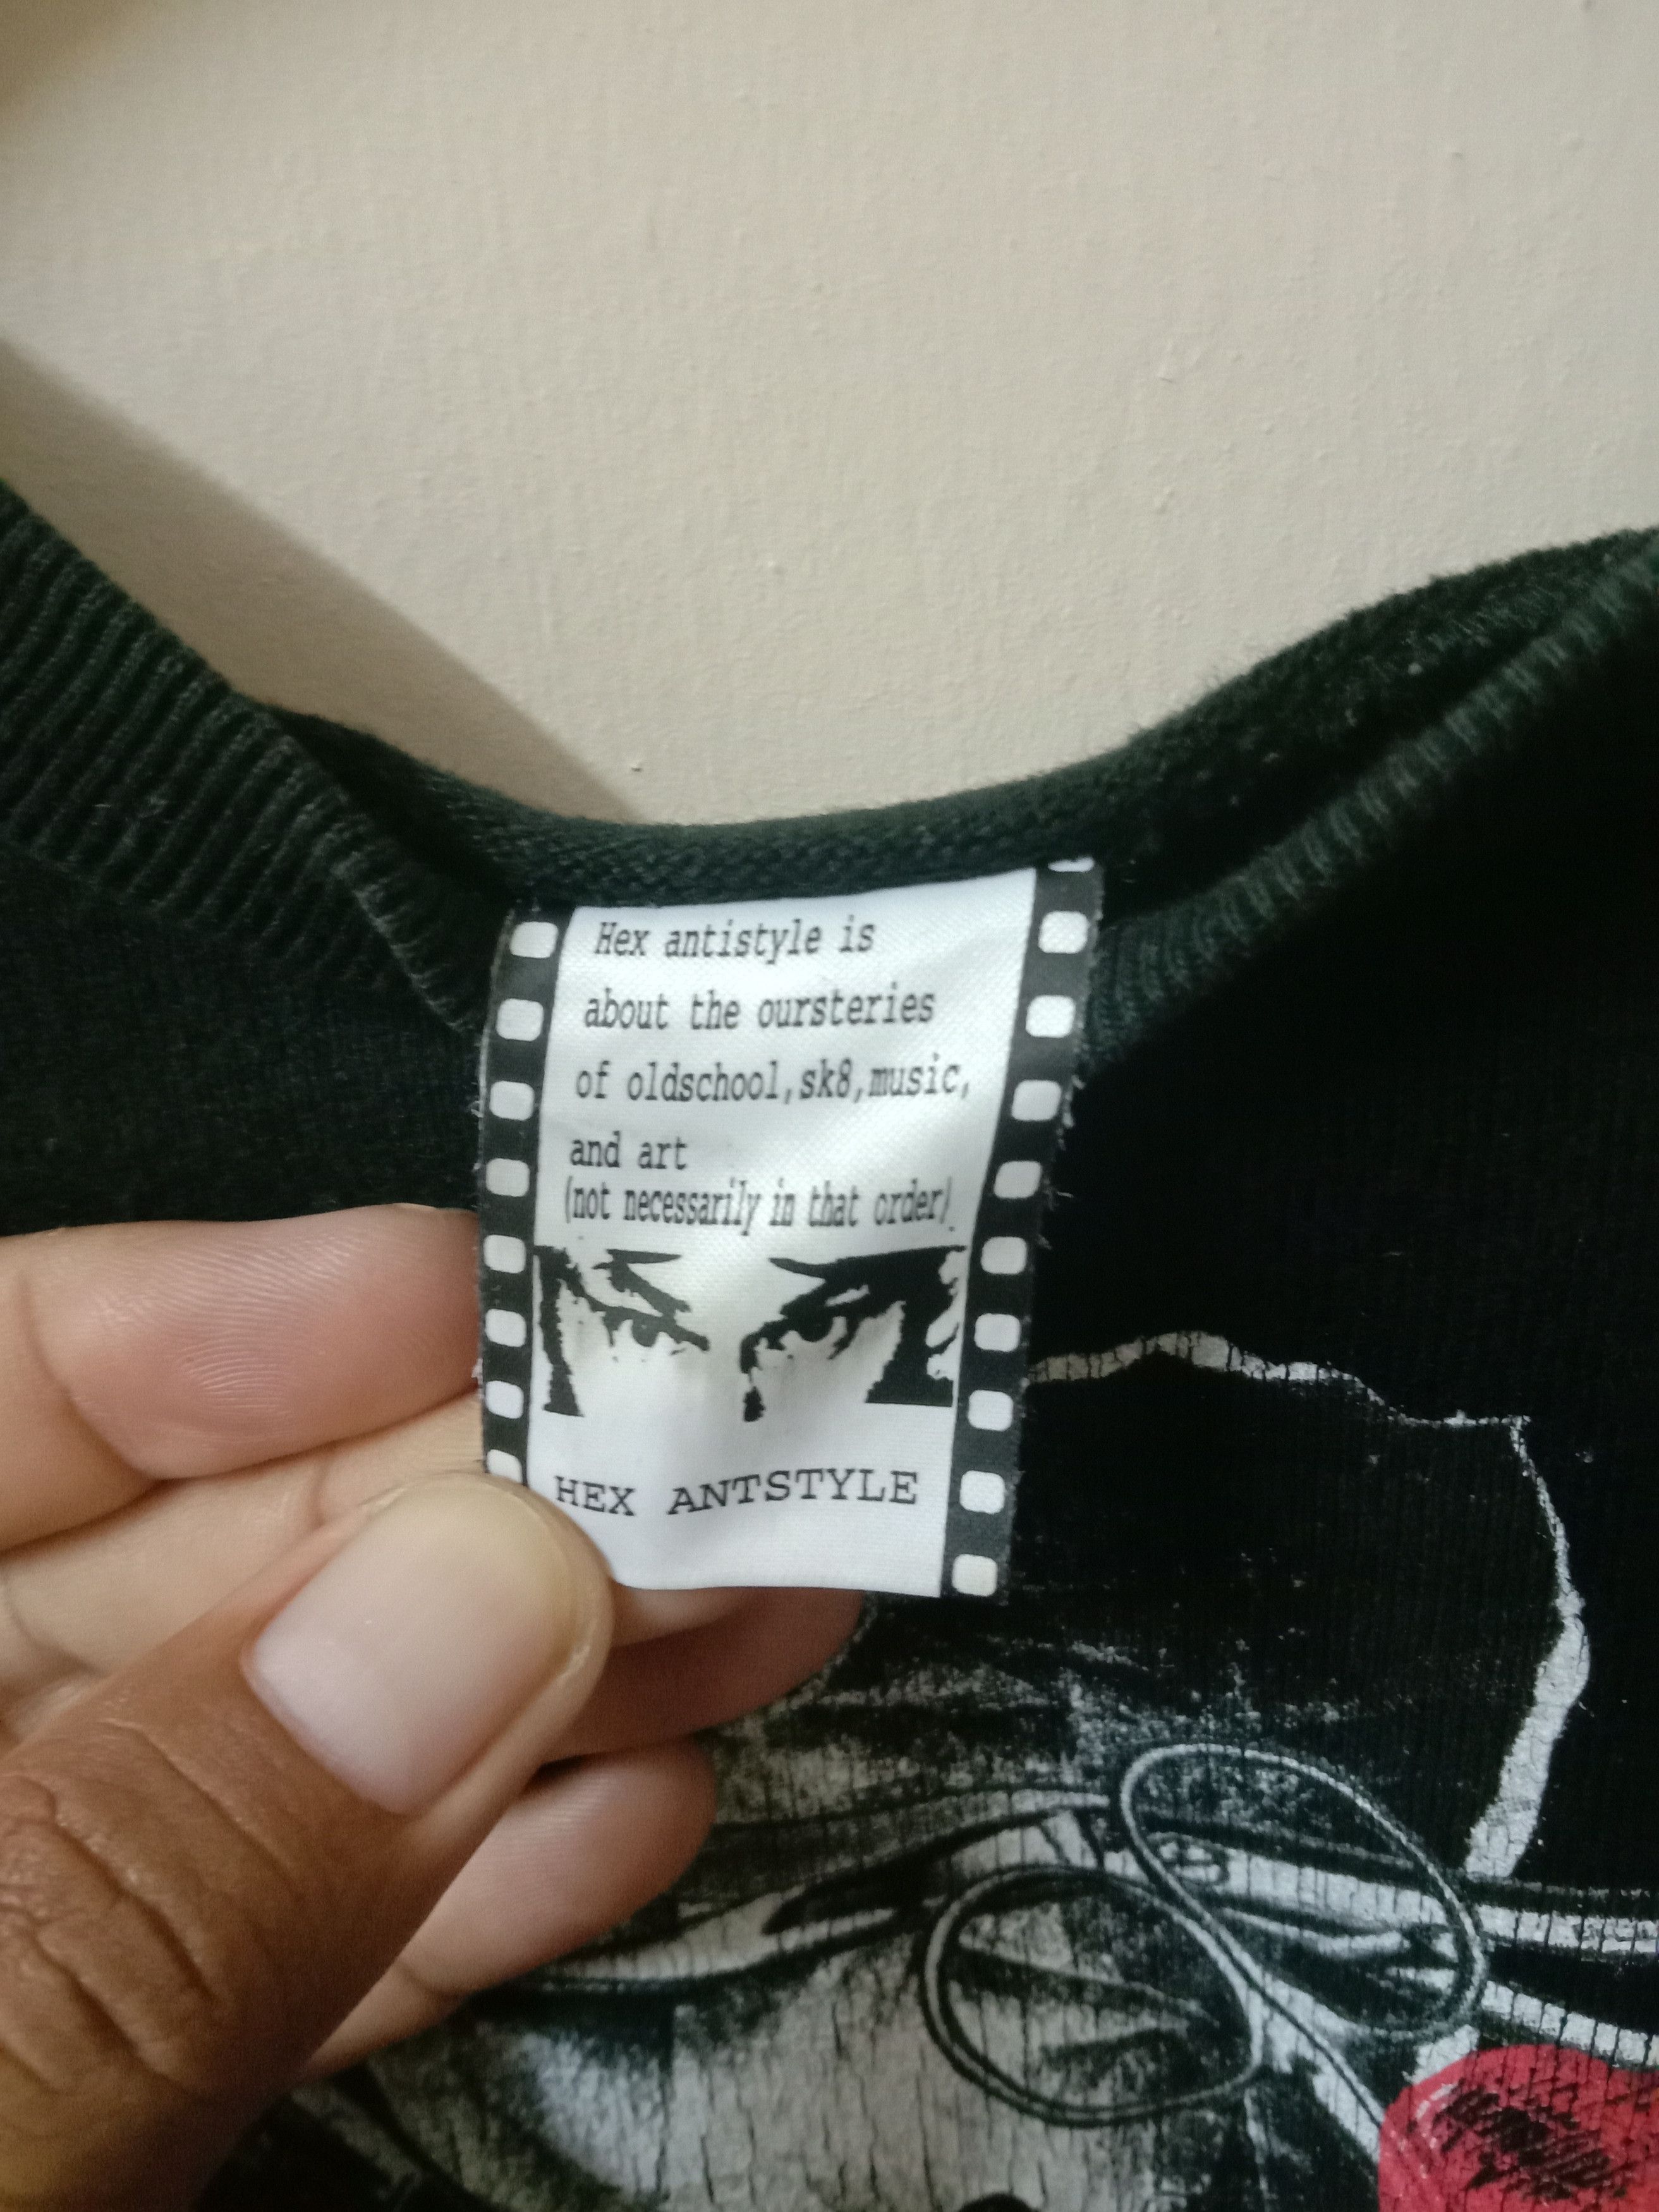 Hex antistyle is
about the oursteries
of oldschool,sk8,music,
and art
(not necessarily in that order).
HEX ANTSTYLE